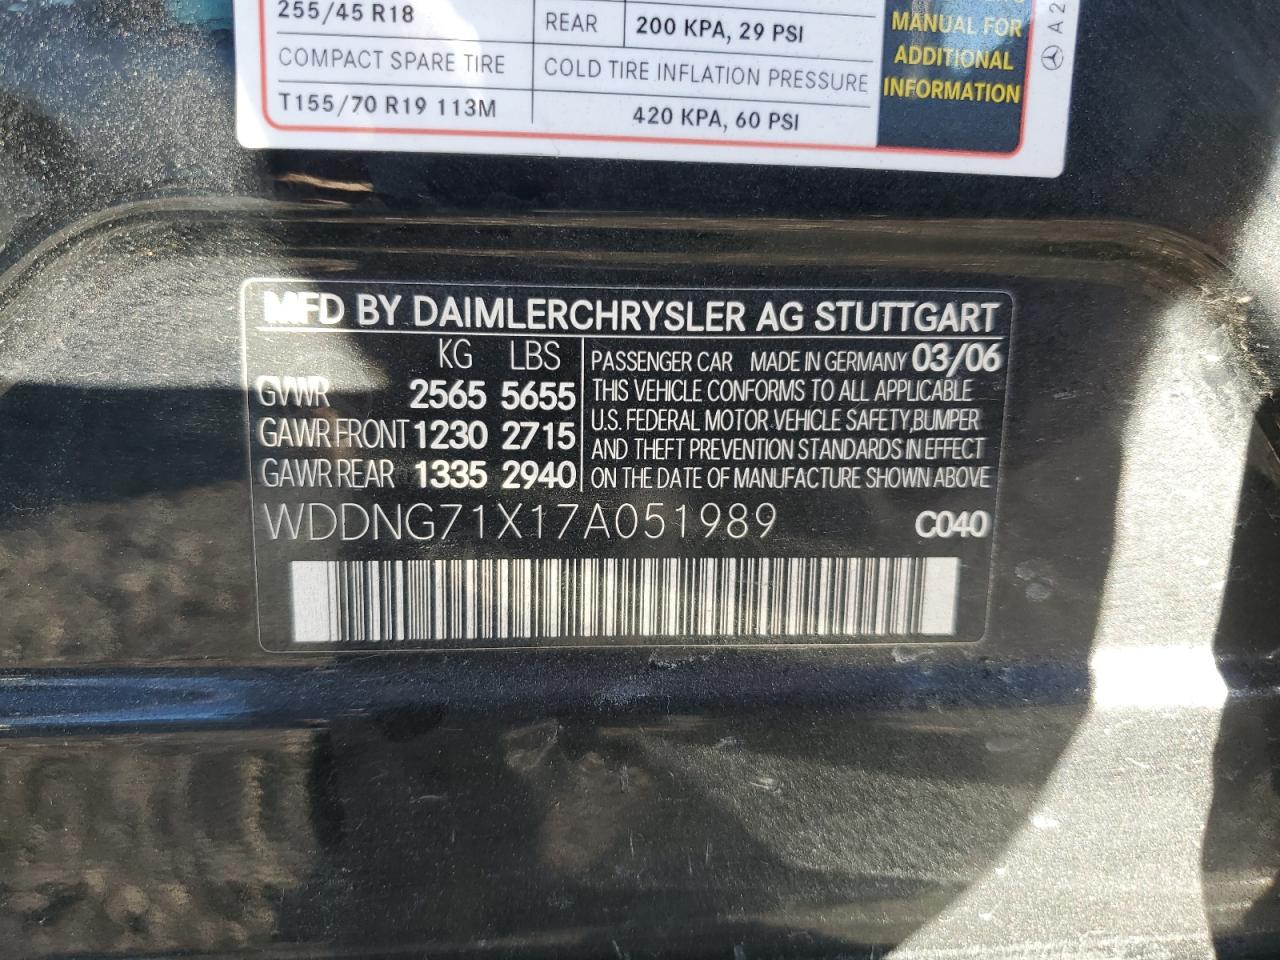 255/45 R18
REAR
200 KPA, 29 PSI
COMPACT SPARE TIRE
COLD TIRE INFLATION PRESSURE
T155/70 R19 113M
420 KPA, 60 PSI
MANUAL FOR
ADDITIONAL
INFORMATION
A 2
MFD BY DAIMLERCHRYSLER AG STUTTGART
KG LBS
GVWR 2565 5655
GAWR FRONT 1230 2715
GAWR REAR 1335 2940
PASSENGER CAR MADE IN GERMANY 03/06
THIS VEHICLE CONFORMS TO ALL APPLICABLE
U.S. FEDERAL MOTOR VEHICLE SAFETY, BUMPER
AND THEFT PREVENTION STANDARDS IN EFFECT
ON THE DATE OF MANUFACTURE SHOWN ABOVE
WDDNG71X17A051989 C040